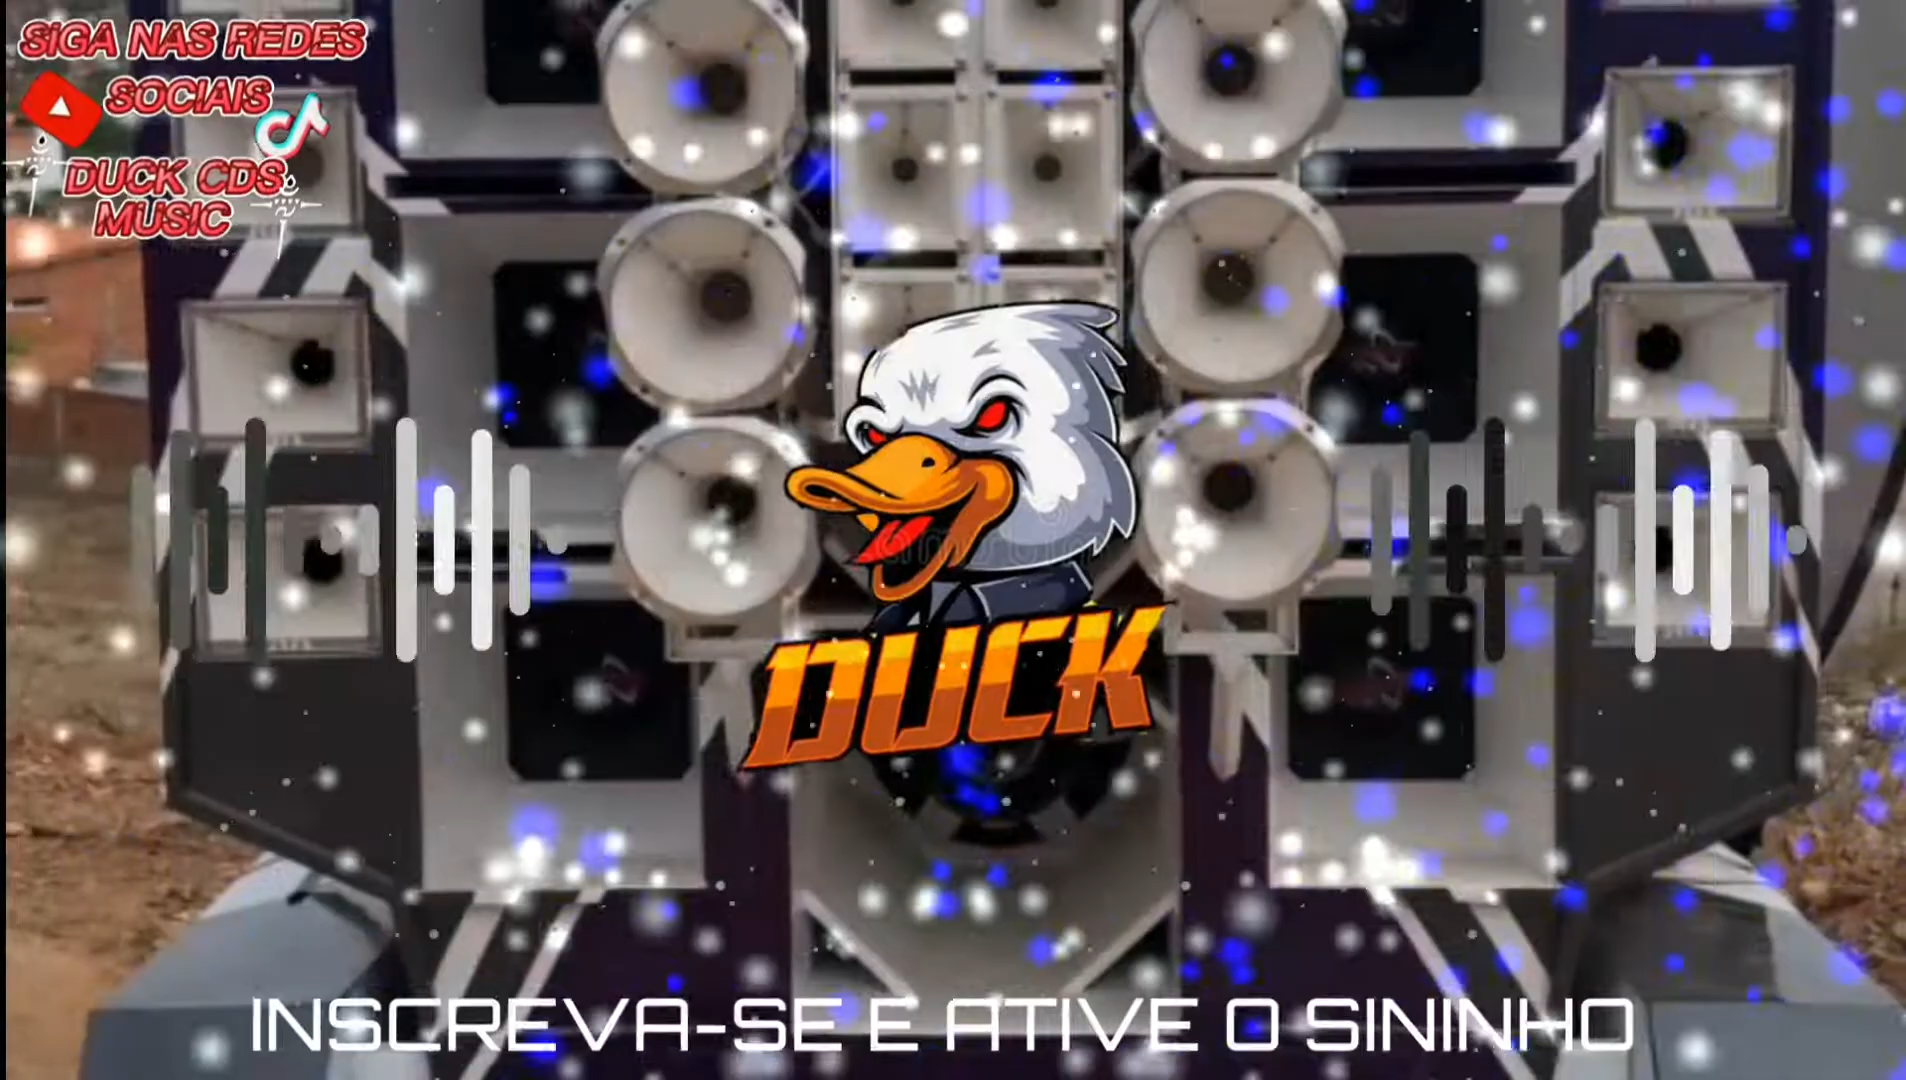 SIGA NAS REDES
SOCIAIS
DUCK CDS
MUSIC
DUCK
INSCREVA-SE E ATIVE O SININHO